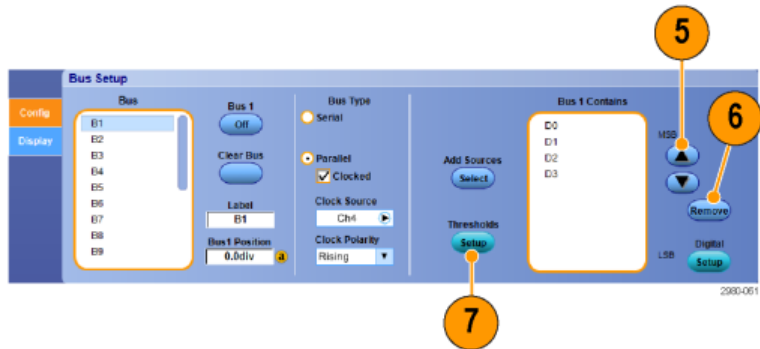 5
Bus Setup
Config
Display
Bus
B1
B2
B3
B4
B5
B6
B7
B8
B9
Bus 1
Off
Clear Bus
Label
B1
Bus1 Position
0.0div
a
Bus Type
Serial
Parallel
Clocked
Clock Source
Ch4
Clock Polarity
Rising
Add Sources
Select
Thresholds
Setup
Bus 1 Contains
D0
D1
D2
D3
MSB
6
Remove
LSB
Digital
Setup
7
2980-061